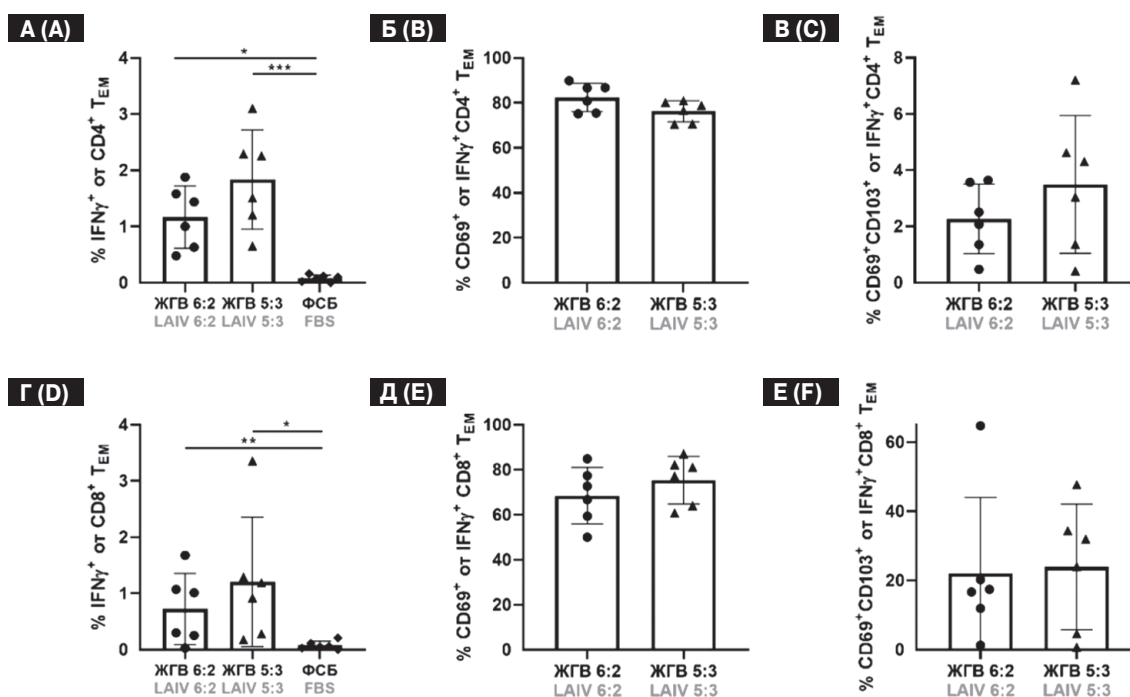 А (A)
% IFNγ⁺ от CD4⁺ T_EM
4
3
2
1
0
*
***
ЖГВ 6:2 ЖГВ 5:3 ФСБ
LAIV 6:2 LAIV 5:3 FBS
Б (B)
% CD69⁺ от IFNγ⁺CD4⁺ T_EM
100
80
60
40
20
0
ЖГВ 6:2 ЖГВ 5:3
LAIV 6:2 LAIV 5:3
В (C)
% CD69⁺CD103⁺ от IFNγ⁺CD4⁺ T_EM
8
6
4
2
0
ЖГВ 6:2 ЖГВ 5:3
LAIV 6:2 LAIV 5:3
Г (D)
% IFNγ⁺ от CD8⁺ T_EM
4
3
2
1
0
*
**
ЖГВ 6:2 ЖГВ 5:3 ФСБ
LAIV 6:2 LAIV 5:3 FBS
Д (E)
% CD69⁺ от IFNγ⁺ CD8⁺ T_EM
100
80
60
40
20
0
ЖГВ 6:2 ЖГВ 5:3
LAIV 6:2 LAIV 5:3
Е (F)
% CD69⁺CD103⁺ от IFNγ⁺CD8⁺ T_EM
60
40
20
0
ЖГВ 6:2 ЖГВ 5:3
LAIV 6:2 LAIV 5:3